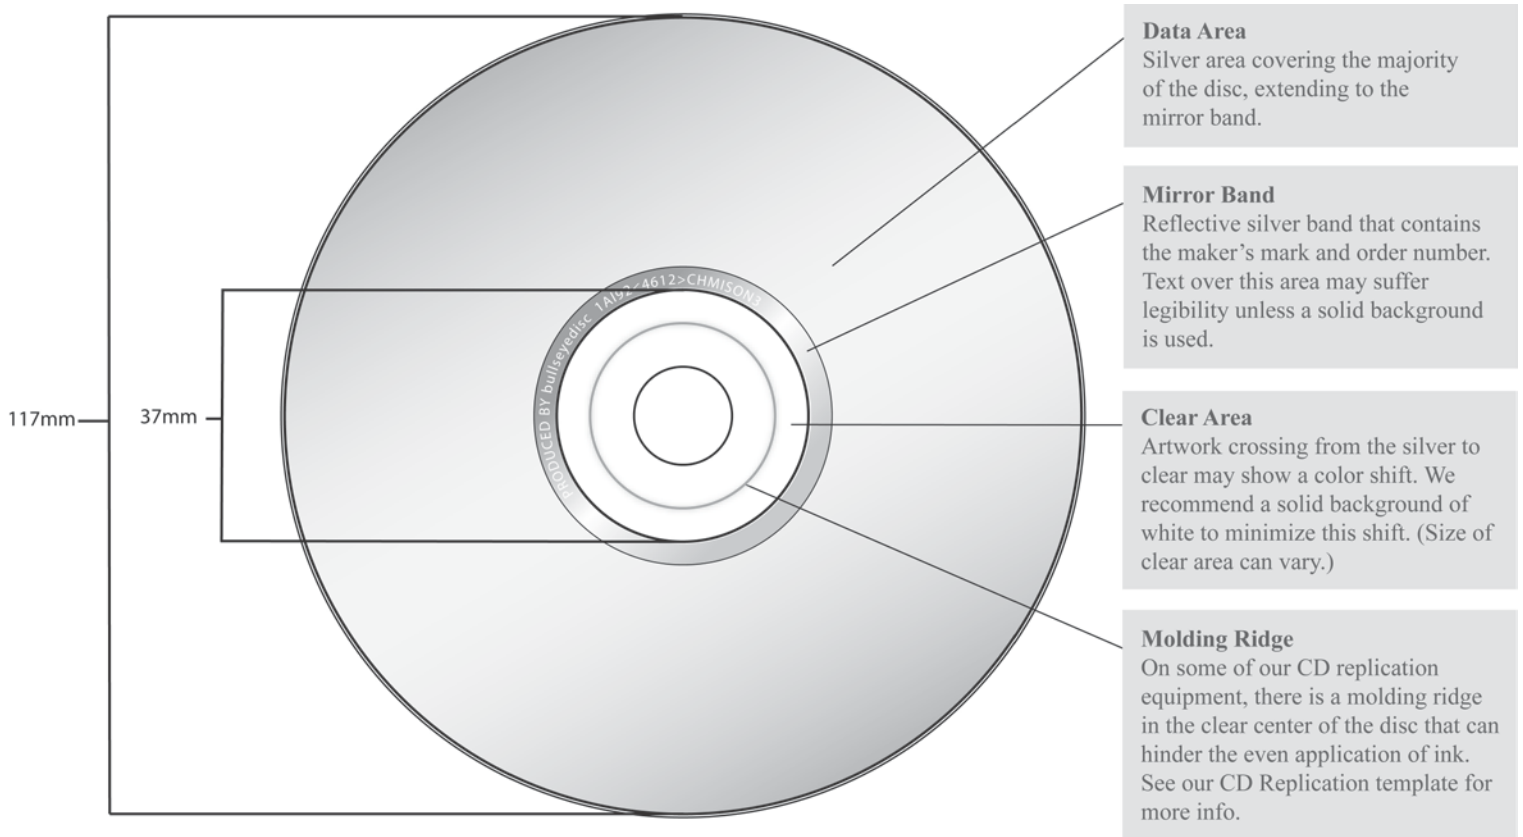 Data Area
Silver area covering the majority
of the disc, extending to the
mirror band.
Mirror Band
Reflective silver band that contains
the maker’s mark and order number.
Text over this area may suffer
legibility unless a solid background
is used.
Clear Area
Artwork crossing from the silver to
clear may show a color shift. We
recommend a solid background of
white to minimize this shift. (Size of
clear area can vary.)
Molding Ridge
On some of our CD replication
equipment, there is a molding ridge
in the clear center of the disc that can
hinder the even application of ink.
See our CD Replication template for
more info.
117mm
37mm
PRODUCED BY bullseyedisc 1AI92<4612>CHMISON3